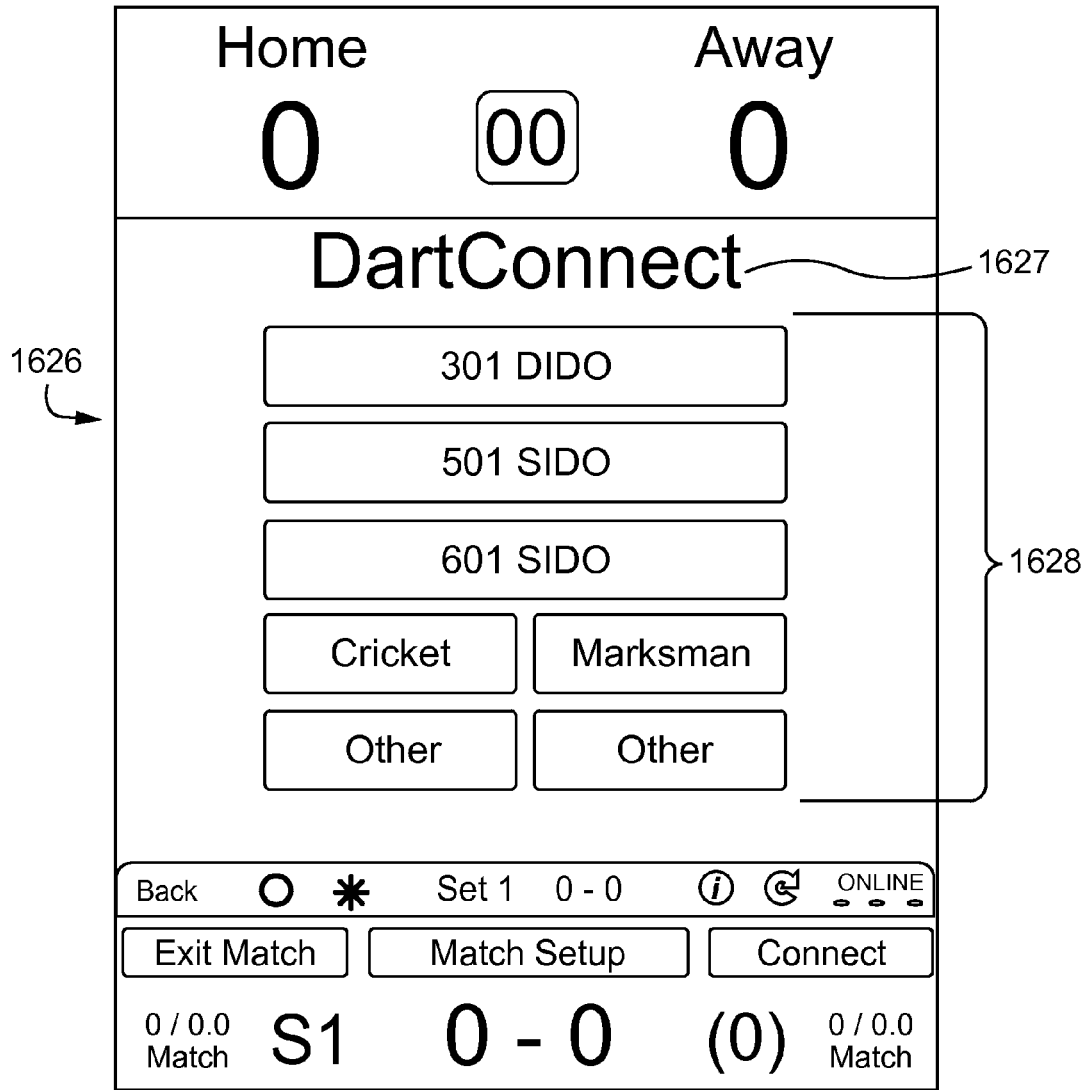 Home Away
0 00 0
DartConnect 1627
301 DIDO
1626
501 SIDO
601 SIDO 1628
Cricket Marksman
Other Other
Back Set 1 0 - 0 i ONLINE
Exit Match Match Setup Connect
0 / 0.0 S1 0 - 0 (0) 0 / 0.0
Match Match